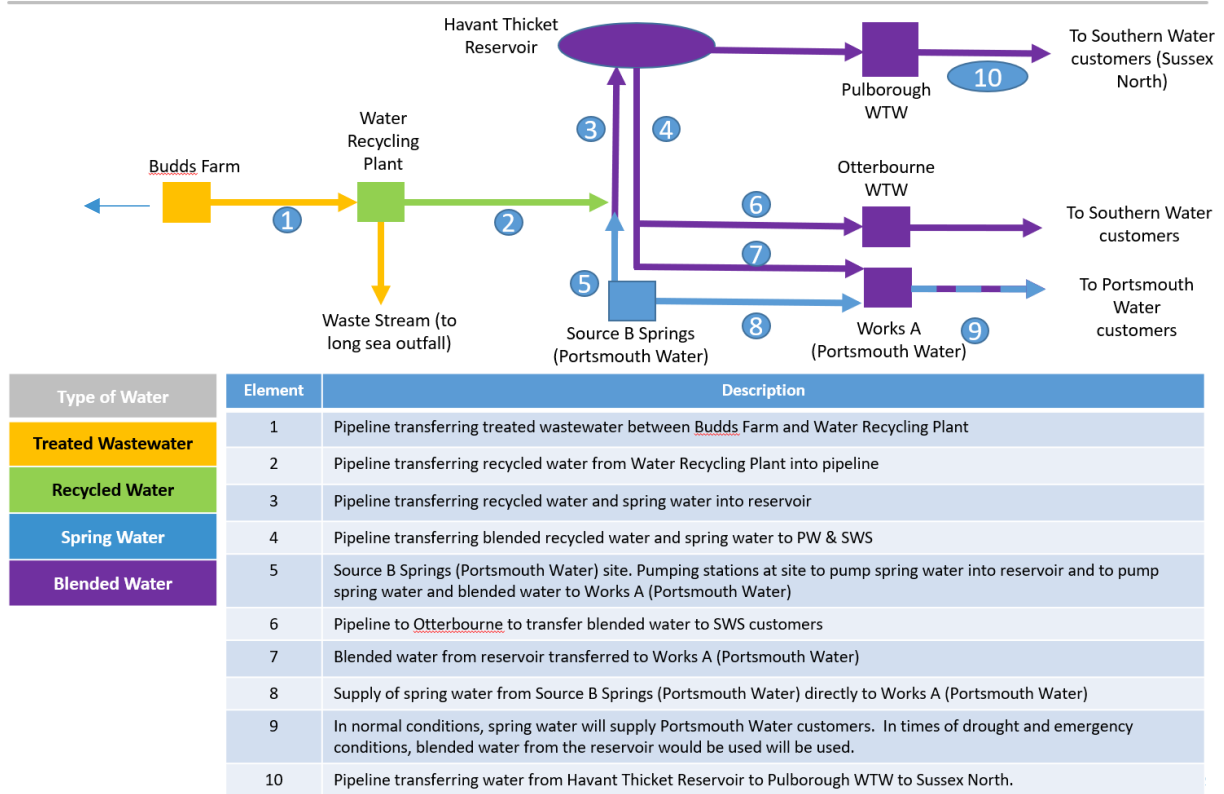 Havant Thicket
Reservoir
To Southern Water
customers (Sussex
North)
10
Pulborough
WTW
3
4
Water
Recycling
Plant
Budds Farm
Otterbourne
WTW
1
2
6
To Southern Water
customers
7
5
8
9
To Portsmouth
Water
customers
Waste Stream (to
long sea outfall)
Source B Springs
(Portsmouth Water)
Works A
(Portsmouth Water)
Type of Water
Treated Wastewater
Recycled Water
Spring Water
Blended Water
Element Description
1 Pipeline transferring treated wastewater between Budds Farm and Water Recycling Plant
2 Pipeline transferring recycled water from Water Recycling Plant into pipeline
3 Pipeline transferring recycled water and spring water into reservoir
4 Pipeline transferring blended recycled water and spring water to PW & SWS
5 Source B Springs (Portsmouth Water) site. Pumping stations at site to pump spring water into reservoir and to pump
spring water and blended water to Works A (Portsmouth Water)
6 Pipeline to Otterbourne to transfer blended water to SWS customers
7 Blended water from reservoir transferred to Works A (Portsmouth Water)
8 Supply of spring water from Source B Springs (Portsmouth Water) directly to Works A (Portsmouth Water)
9 In normal conditions, spring water will supply Portsmouth Water customers. In times of drought and emergency
conditions, blended water from the reservoir would be used will be used.
10 Pipeline transferring water from Havant Thicket Reservoir to Pulborough WTW to Sussex North.